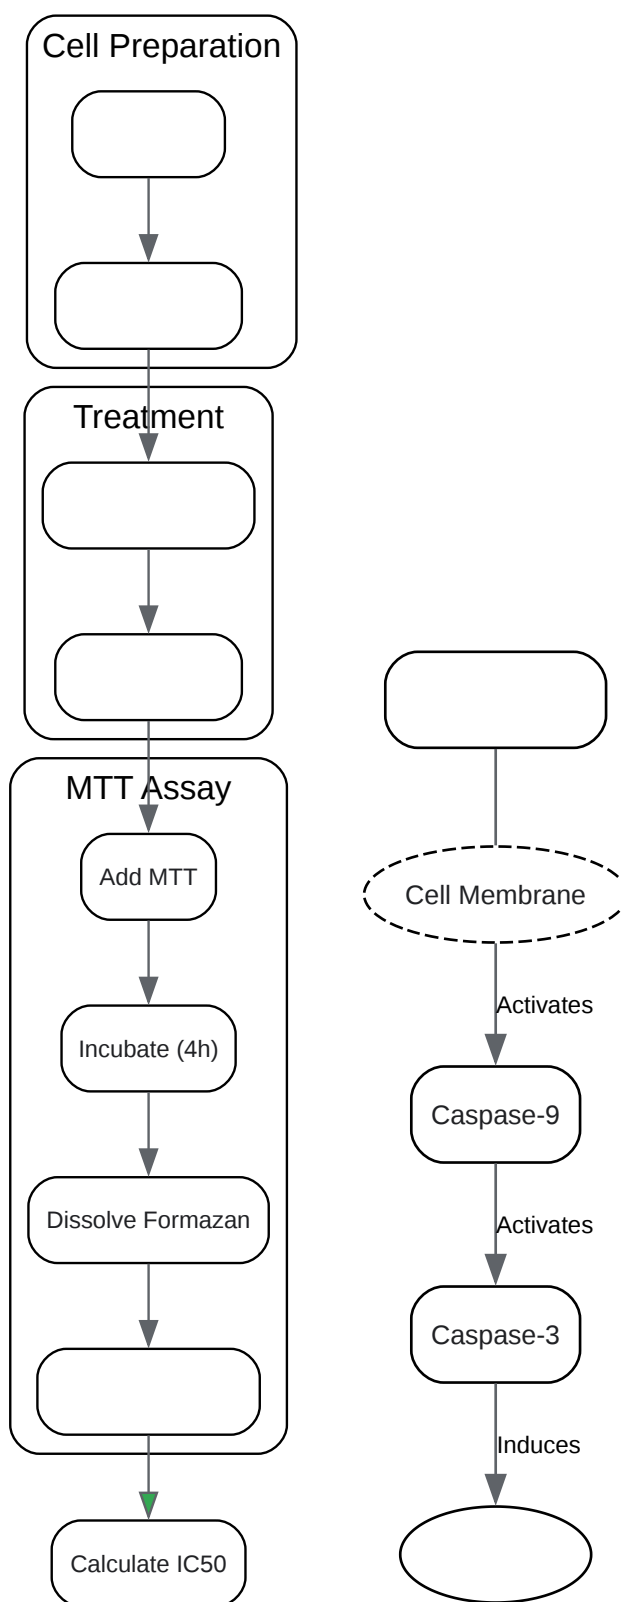 Cell Preparation
Treatment
MTT Assay
Add MTT
Incubate (4h)
Dissolve Formazan
Calculate IC50
Cell Membrane
Activates
Caspase-9
Activates
Caspase-3
Induces